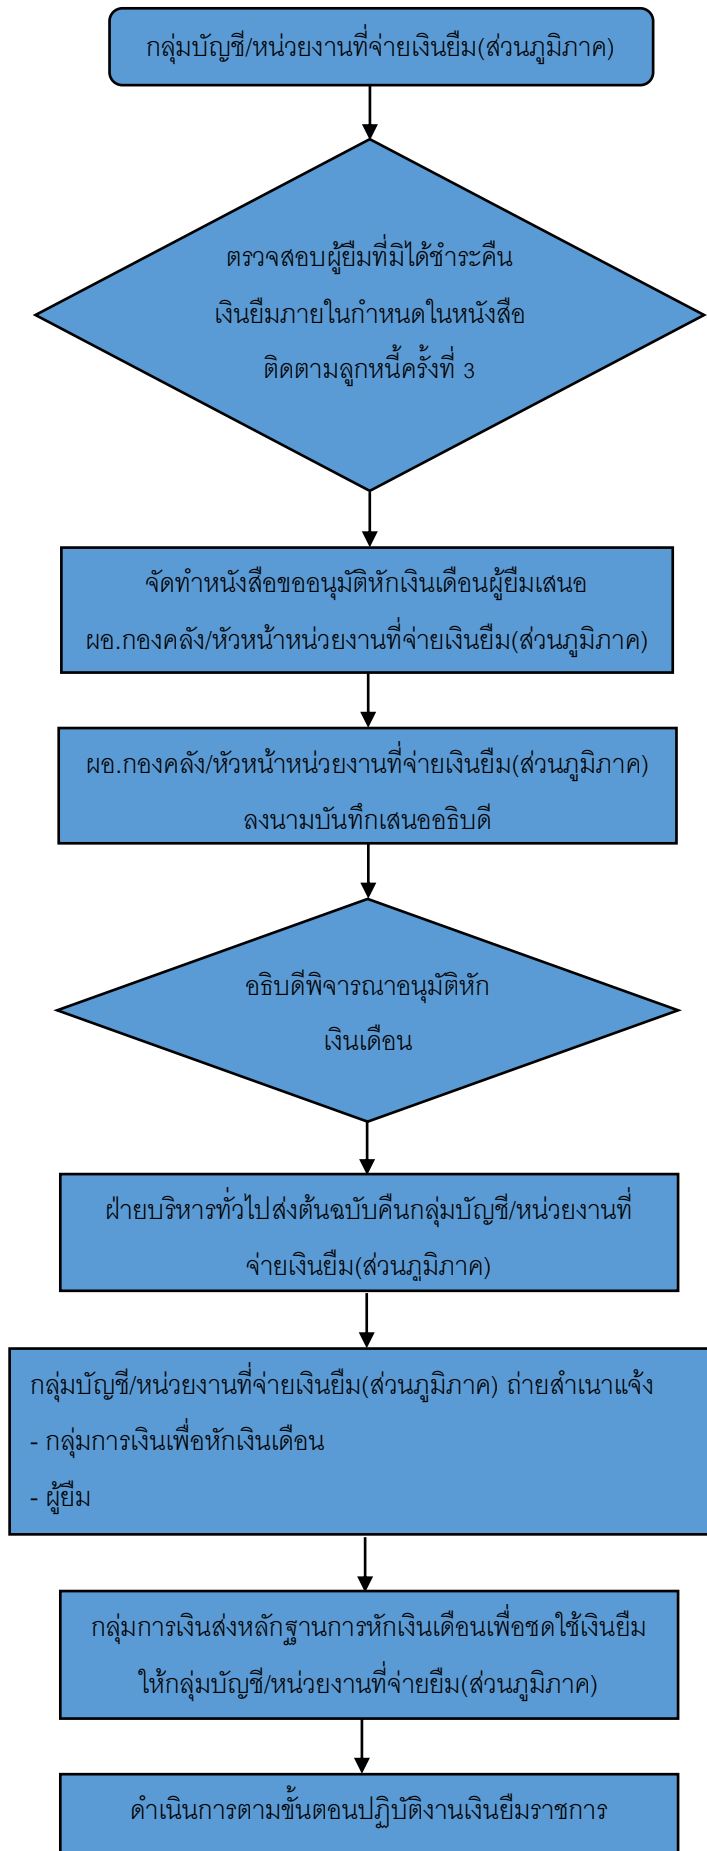 กลุ่มบัญชี/หน่วยงานที่จ่ายเงินยืม(ส่วนภูมิภาค)
ตรวจสอบผู้ยืมที่มิได้ชำระคืน
เงินยืมภายในกำหนดในหนังสือ
ติดตามลูกหนี้ครั้งที่ 3
จัดทำหนังสือขออนุมัติหักเงินเดือนผู้ยืมเสนอ
ผอ.กองคลัง/หัวหน้าหน่วยงานที่จ่ายเงินยืม(ส่วนภูมิภาค)
ผอ.กองคลัง/หัวหน้าหน่วยงานที่จ่ายเงินยืม(ส่วนภูมิภาค)
ลงนามบันทึกเสนออธิบดี
อธิบดีพิจารณาอนุมัติหัก
เงินเดือน
ฝ่ายบริหารทั่วไปส่งต้นฉบับคืนกลุ่มบัญชี/หน่วยงานที่
จ่ายเงินยืม(ส่วนภูมิภาค)
กลุ่มบัญชี/หน่วยงานที่จ่ายเงินยืม(ส่วนภูมิภาค) ถ่ายสำเนาแจ้ง
- กลุ่มการเงินเพื่อหักเงินเดือน
- ผู้ยืม
กลุ่มการเงินส่งหลักฐานการหักเงินเดือนเพื่อชดใช้เงินยืม
ให้กลุ่มบัญชี/หน่วยงานที่จ่ายยืม(ส่วนภูมิภาค)
ดำเนินการตามขั้นตอนปฏิบัติงานเงินยืมราชการ